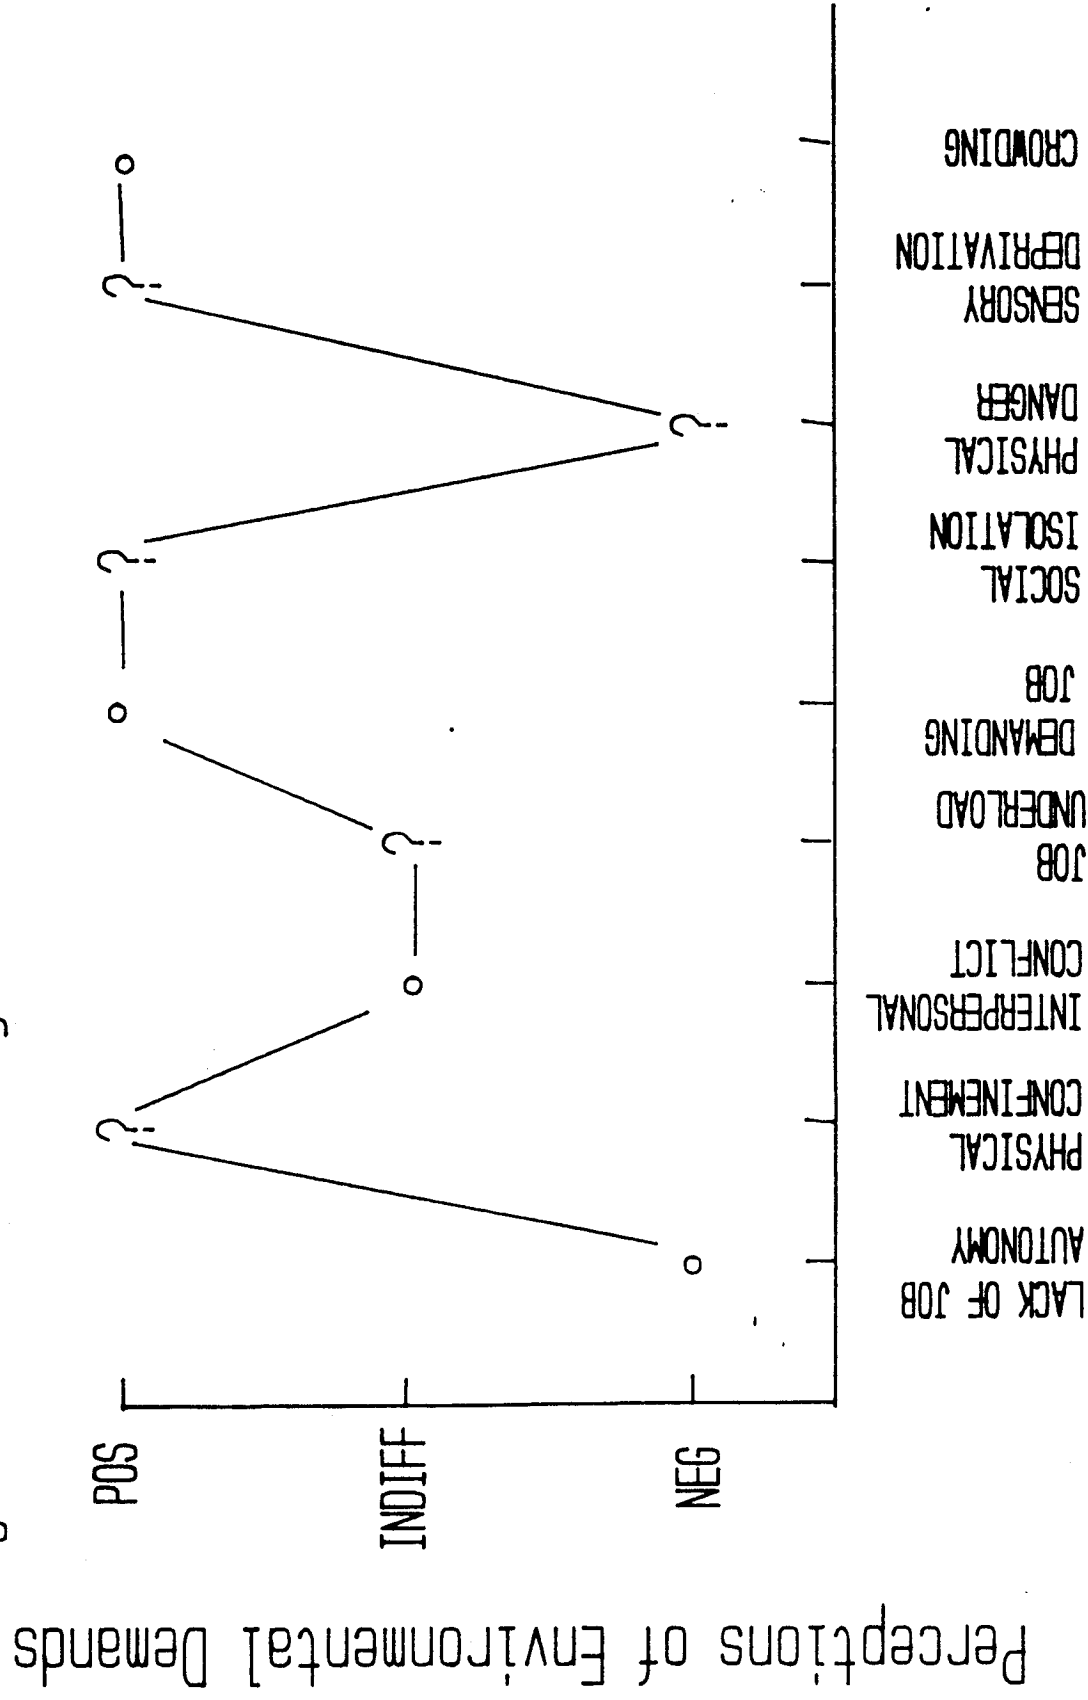 Perceptions of Environmental Demands
POS
INDIFF
NEG
?
?
?
?
?
LACK OF JOB
AUTONOMY
PHYSICAL
CONFINEMENT
INTERPERSONAL
CONFLICT
JOB
UNDERLOAD
DEMANDING
JOB
SOCIAL
ISOLATION
PHYSICAL
DANGER
SENSORY
DEPRIVATION
CROWDING